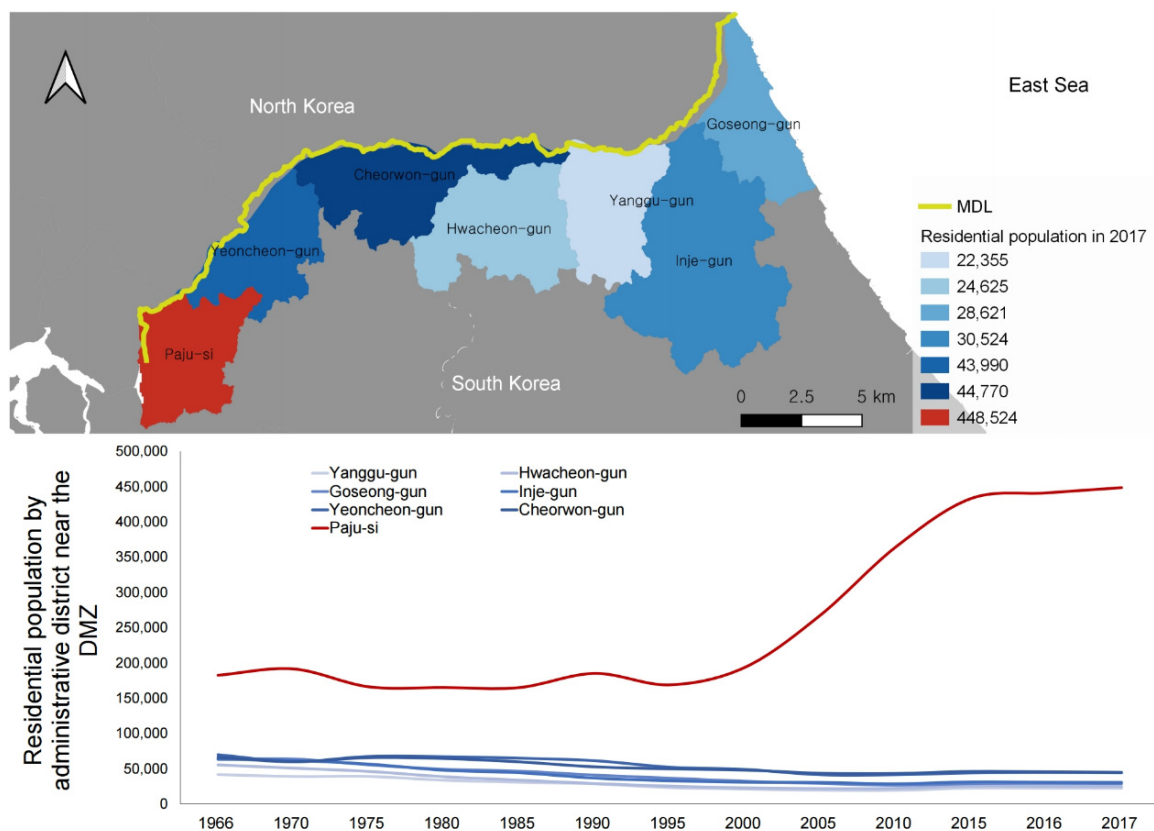 East Sea
North Korea
Goseong-gun
Cheorwon-gun
Yanggu-gun
Hwacheon-gun
Yeoncheon-gun
Inje-gun
Paju-si
South Korea
MDL
Residential population in 2017
22,355
24,625
28,621
30,524
43,990
44,770
448,524
0 2.5 5 km
Residential population by
administrative district near the
DMZ
500,000
450,000
400,000
350,000
300,000
250,000
200,000
150,000
100,000
50,000
0
Yanggu-gun Hwacheon-gun
Goseong-gun Inje-gun
Yeoncheon-gun Cheorwon-gun
Paju-si
1966 1970 1975 1980 1985 1990 1995 2000 2005 2010 2015 2016 2017